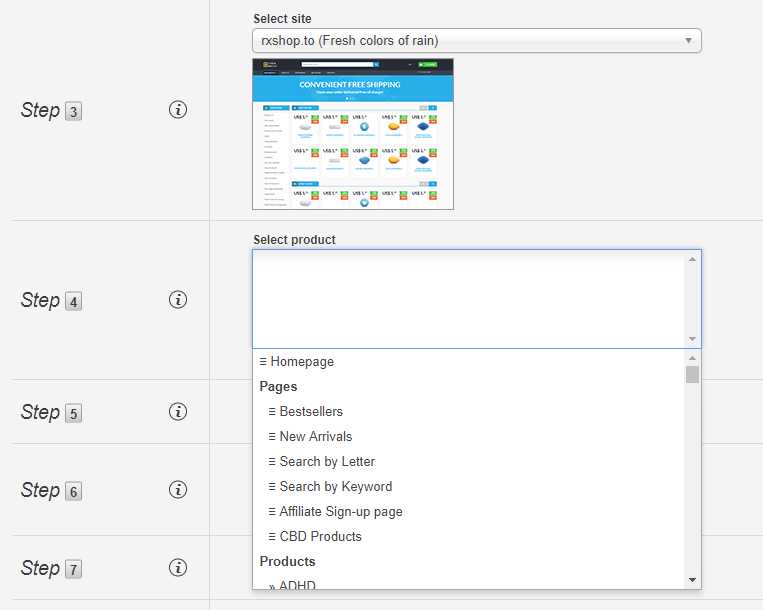 Select site
rxshop.to (Fresh colors of rain)
CONVENIENT FREE SHIPPING
Step 3
Select product
Step 4
Homepage
Pages
Bestsellers
New Arrivals
Step 5
Search by Letter
Search by Keyword
Step 6
Affiliate Sign-up page
CBD Products
Products
Step 7
» ADHD